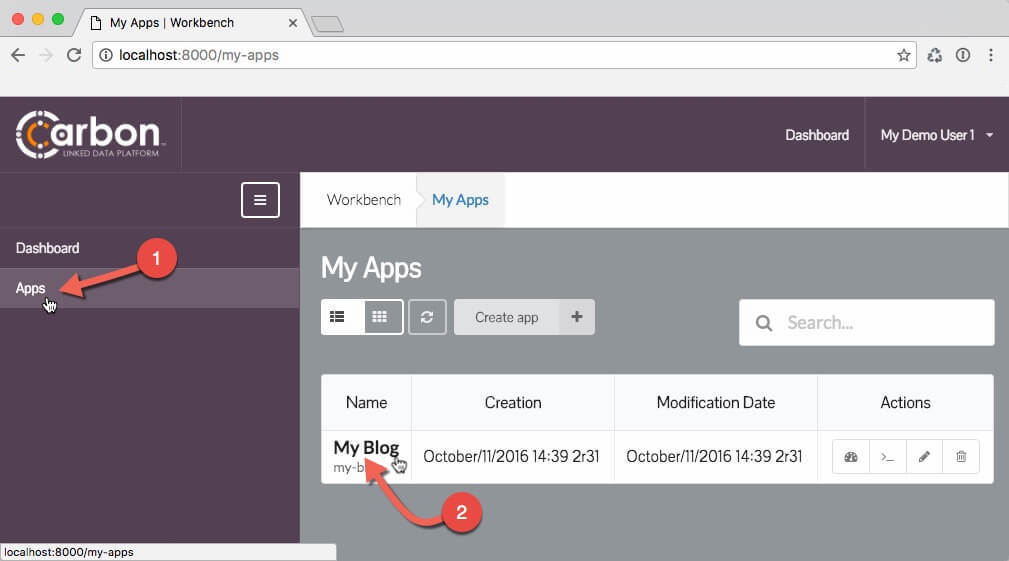 My Apps | Workbench
localhost:8000/my-apps
Carbon
LINKED DATA PLATFORM
Dashboard
My Demo User 1
Workbench
My Apps
Dashboard
1
Apps
My Apps
Create app +
Search...
Name Creation Modification Date Actions
My Blog
October/11/2016 14:39 2r31 October/11/2016 14:39 2r31
my-b
2
localhost:8000/my-apps